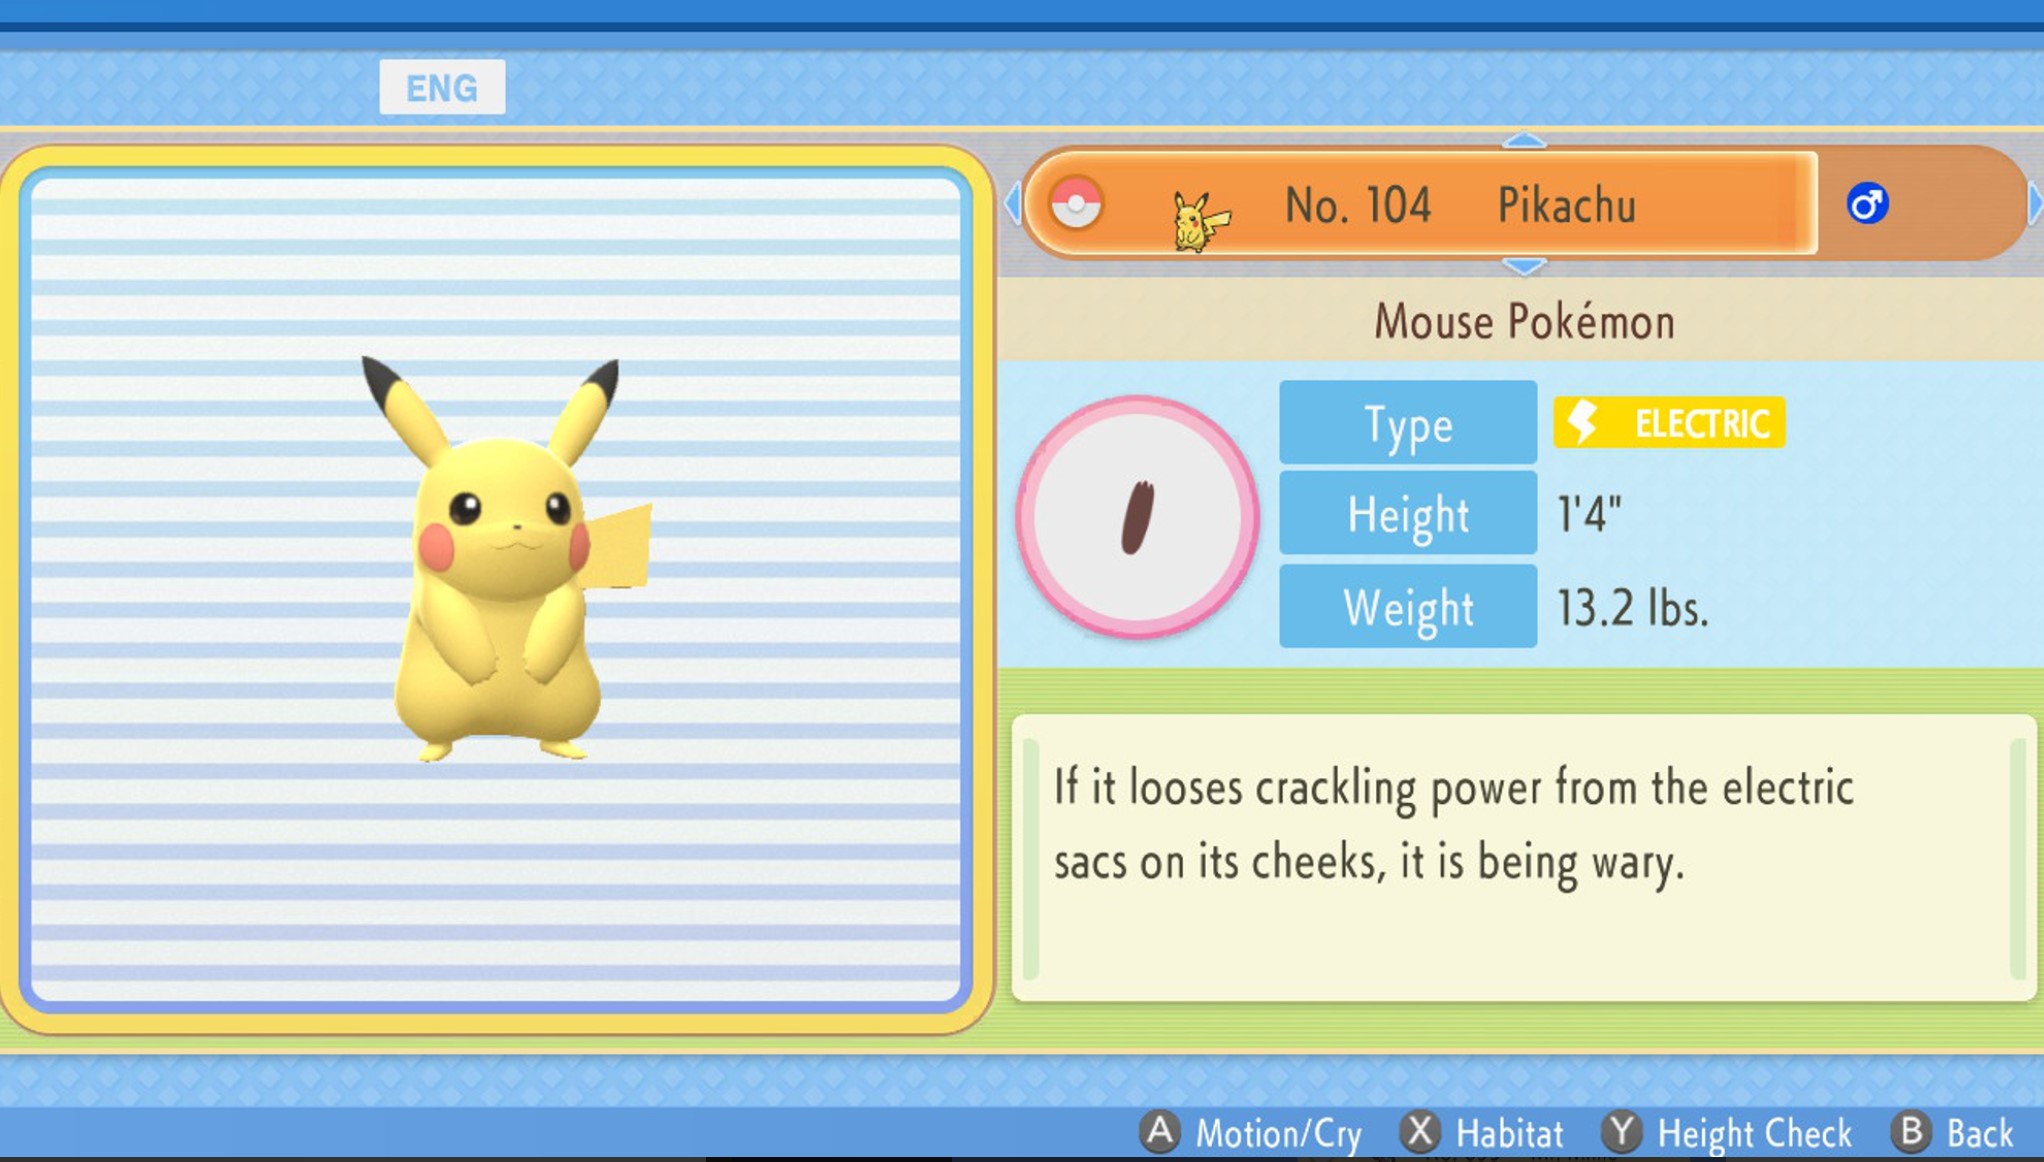 ENG
No. 104 Pikachu
Mouse Pokémon
Type ELECTRIC
Height 1'4"
Weight 13.2 lbs.
If it looses crackling power from the electric
sacs on its cheeks, it is being wary.
A Motion/Cry X Habitat Y Height Check B Back